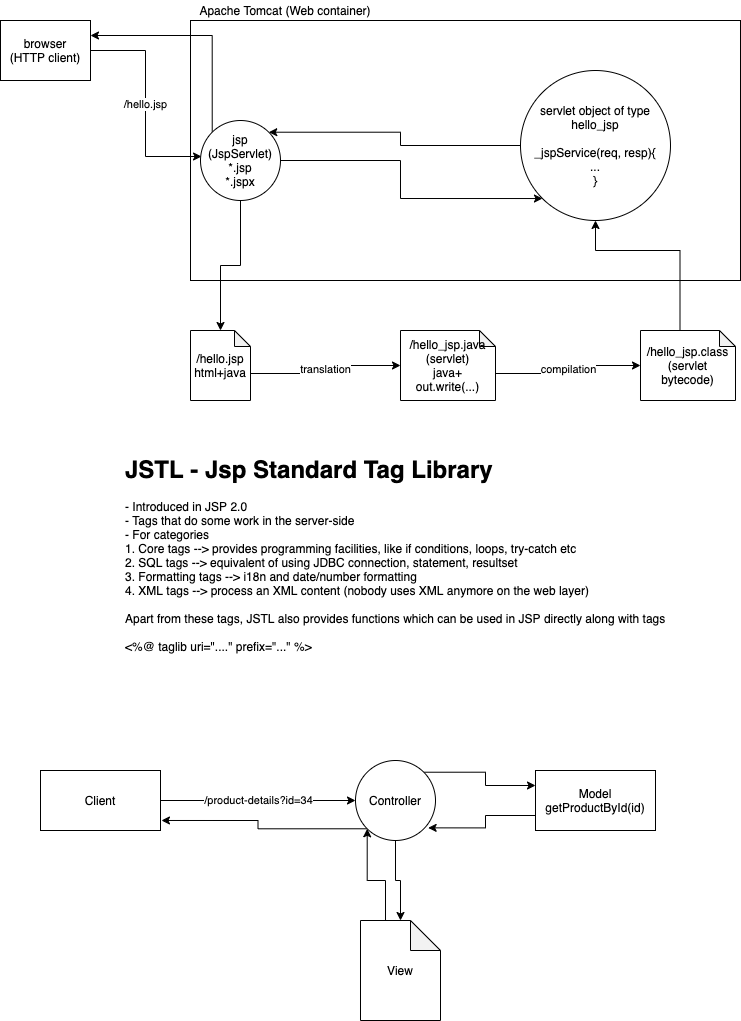 Apache Tomcat (Web container)
browser
(HTTP client)
/hello.jsp
jsp
(JspServlet)
*.jsp
*.jspx
servlet object of type
hello_jsp
_jspService(req, resp){
...
}
/hello.jsp
html+java
translation
/hello_jsp.java
(servlet)
java+
out.write(...)
compilation
/hello_jsp.class
(servlet
bytecode)
JSTL - Jsp Standard Tag Library
- Introduced in JSP 2.0
- Tags that do some work in the server-side
- For categories
1. Core tags --> provides programming facilities, like if conditions, loops, try-catch etc
2. SQL tags --> equivalent of using JDBC connection, statement, resultset
3. Formatting tags --> i18n and date/number formatting
4. XML tags --> process an XML content (nobody uses XML anymore on the web layer)
Apart from these tags, JSTL also provides functions which can be used in JSP directly along with tags
<%@ taglib uri="...." prefix="..." %>
Client
/product-details?id=34
Controller
Model
getProductById(id)
View